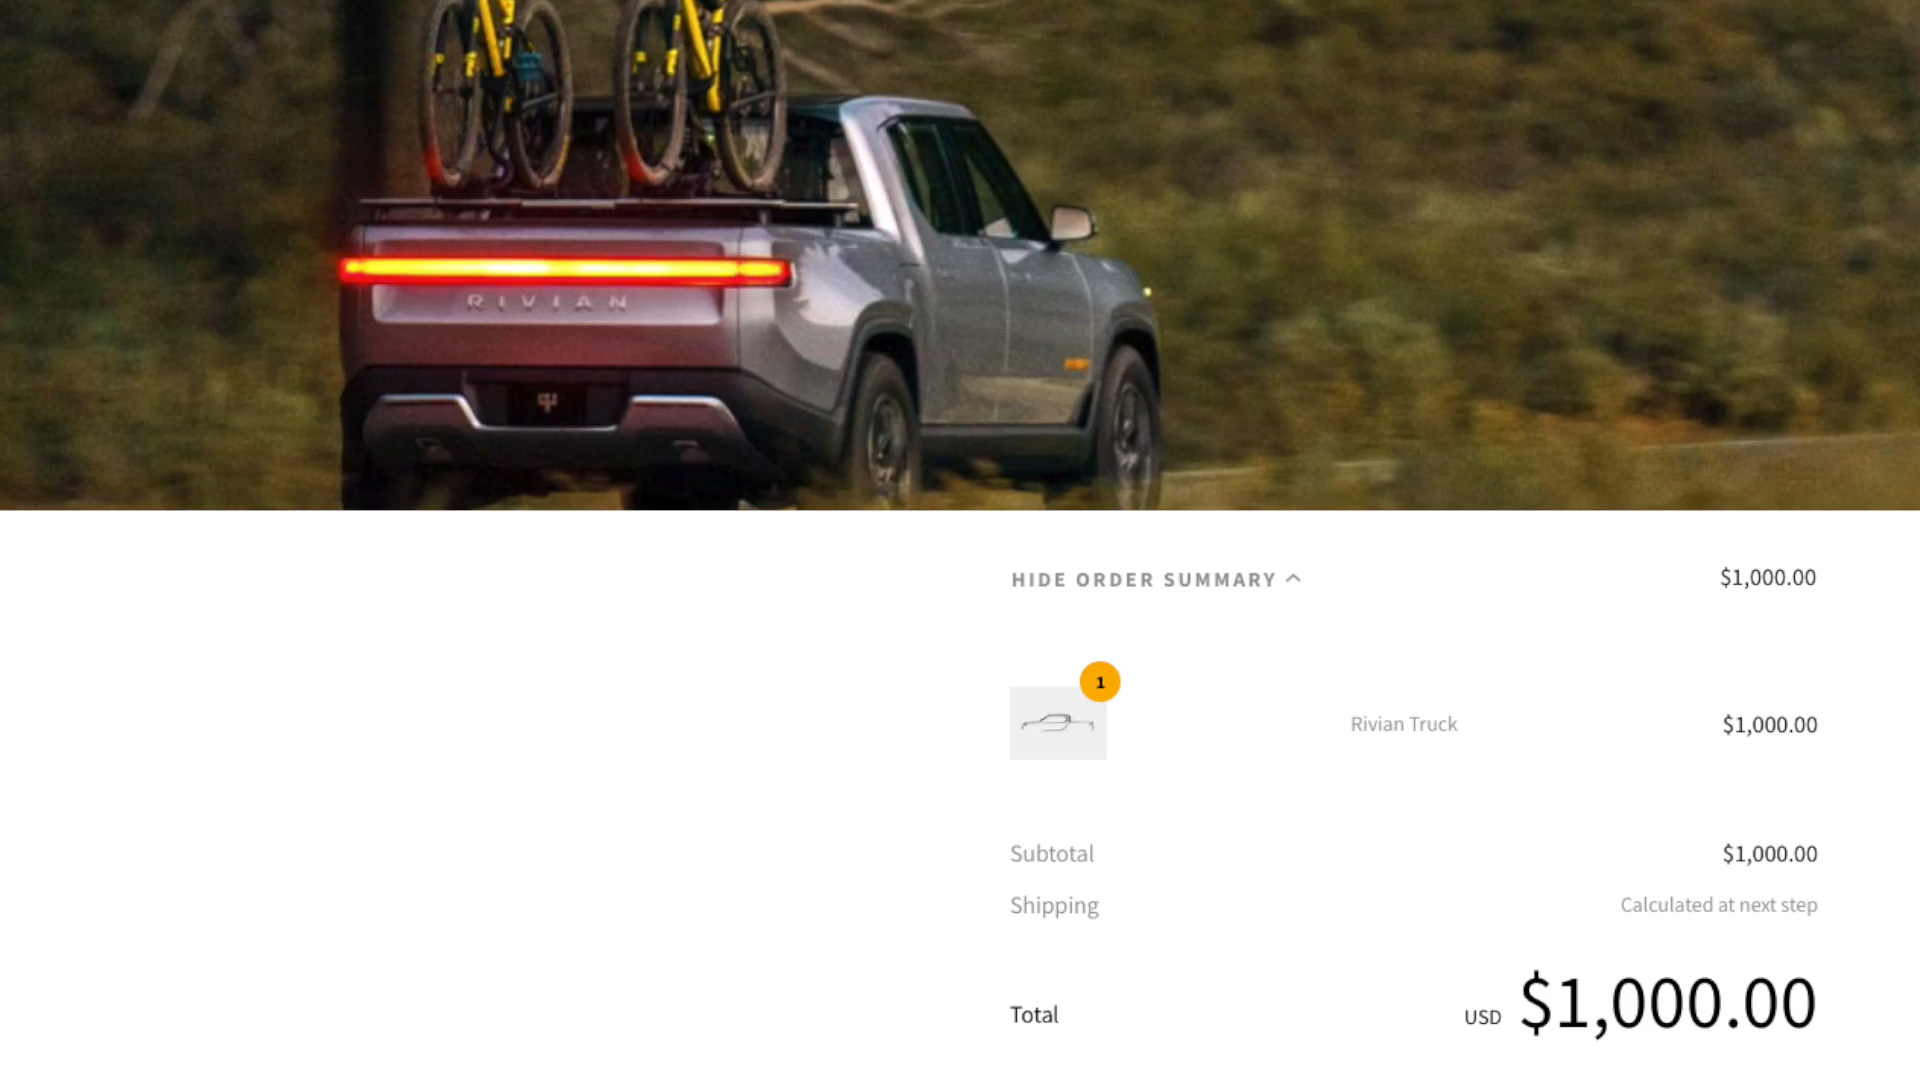 RIVIAN
HIDE ORDER SUMMARY $1,000.00
1
Rivian Truck $1,000.00
Subtotal $1,000.00
Shipping Calculated at next step
Total USD $1,000.00